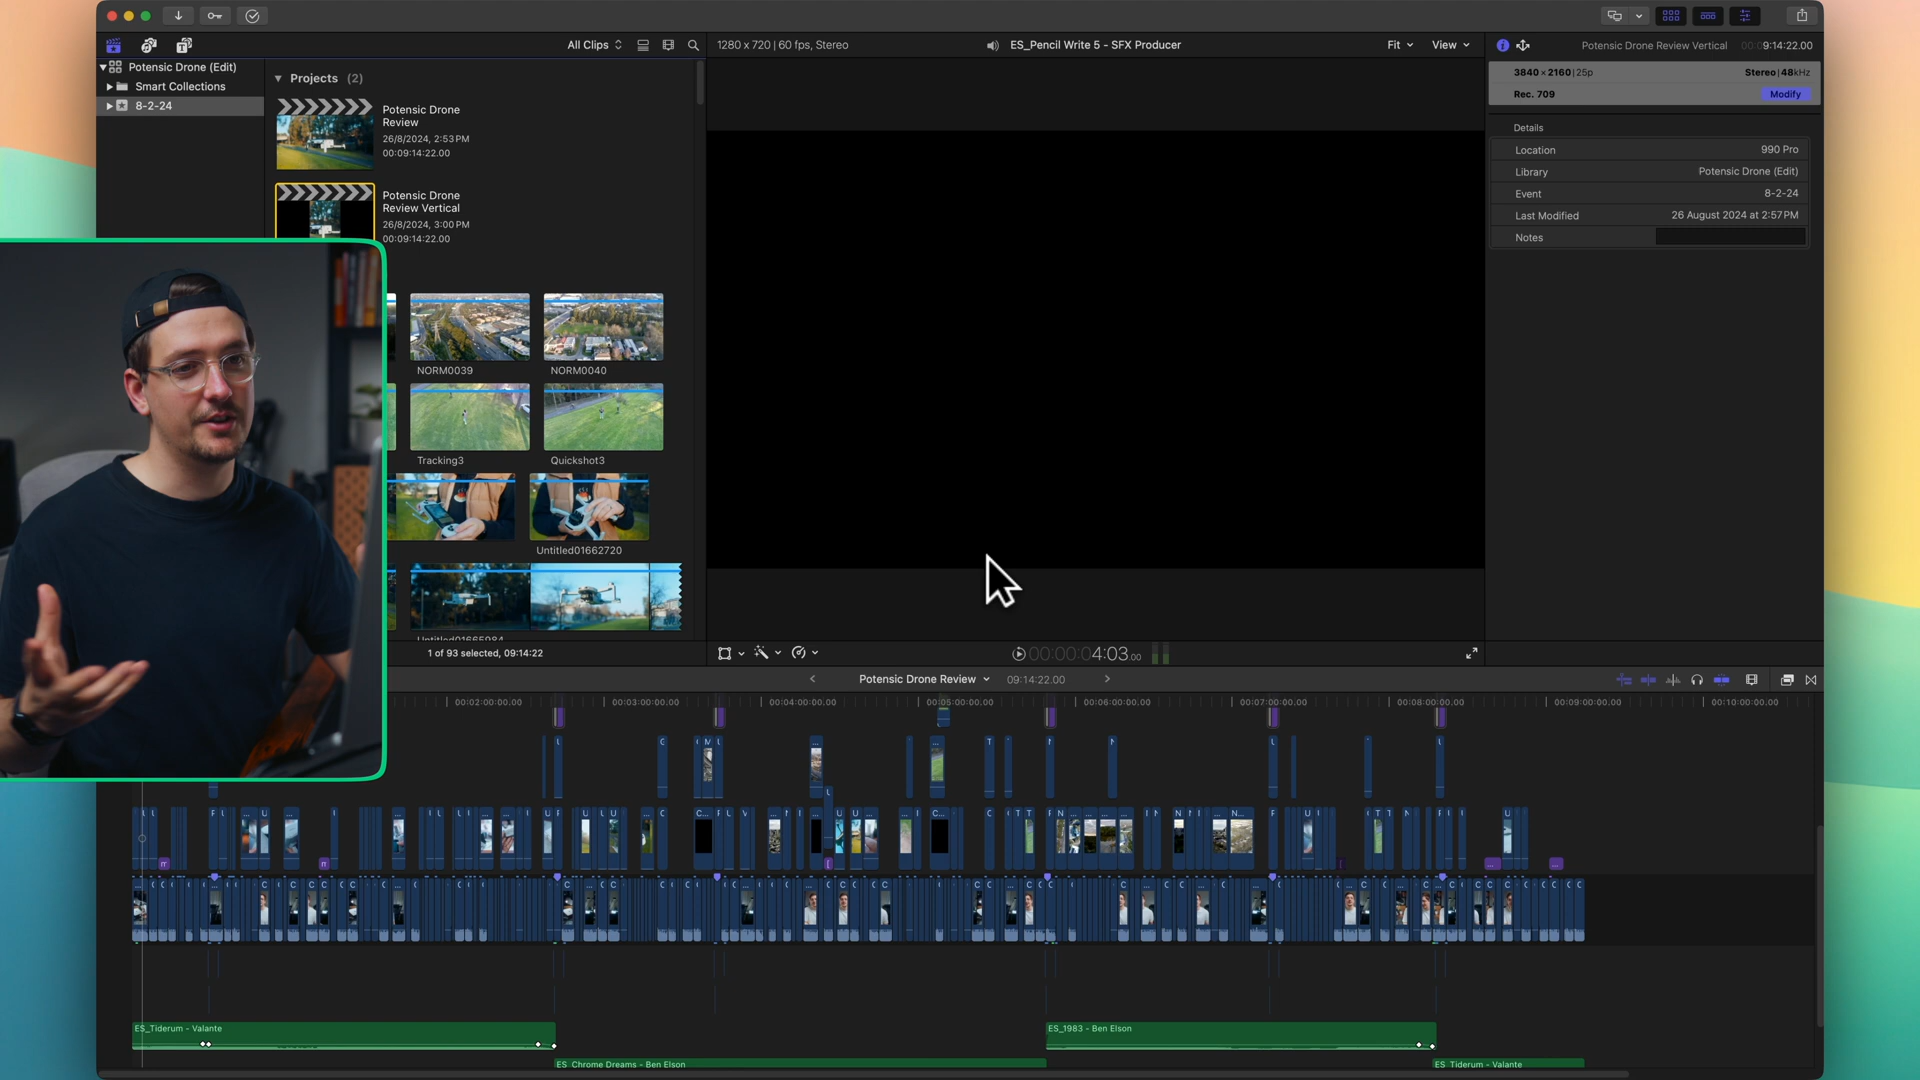 All Clips
1280 x 720 | 60 fps, Stereo
ES_Pencil Write 5 - SFX Producer
Fit
View
Potensic Drone Review Vertical
00:09:14:22.00
Potensic Drone (Edit)
Smart Collections
8-2-24
Projects (2)
Potensic Drone
Review
26/8/2024, 2:53 PM
00:09:14:22.00
Potensic Drone
Review Vertical
26/8/2024, 3:00 PM
00:09:14:22.00
3840 × 2160 | 25p
Stereo | 48kHz
Rec. 709
Modify
Details
Location
990 Pro
Library
Potensic Drone (Edit)
Event
8-2-24
Last Modified
26 August 2024 at 2:57 PM
Notes
NORM0039
NORM0040
Tracking3
Quickshot3
Untitled01662720
Untitled01665984
1 of 93 selected, 09:14:22
00:00:00:04:03.00
Potensic Drone Review
09:14:22.00
00:02:00:00.00
00:03:00:00.00
00:04:00:00.00
00:05:00:00.00
00:06:00:00.00
00:07:00:00.00
00:08:00:00.00
00:09:00:00.00
00:10:00:00.00
ES_Tiderum - Valante
ES_1983 - Ben Elson
ES_Chrome Dreams - Ben Elson
ES_Tiderum - Valante